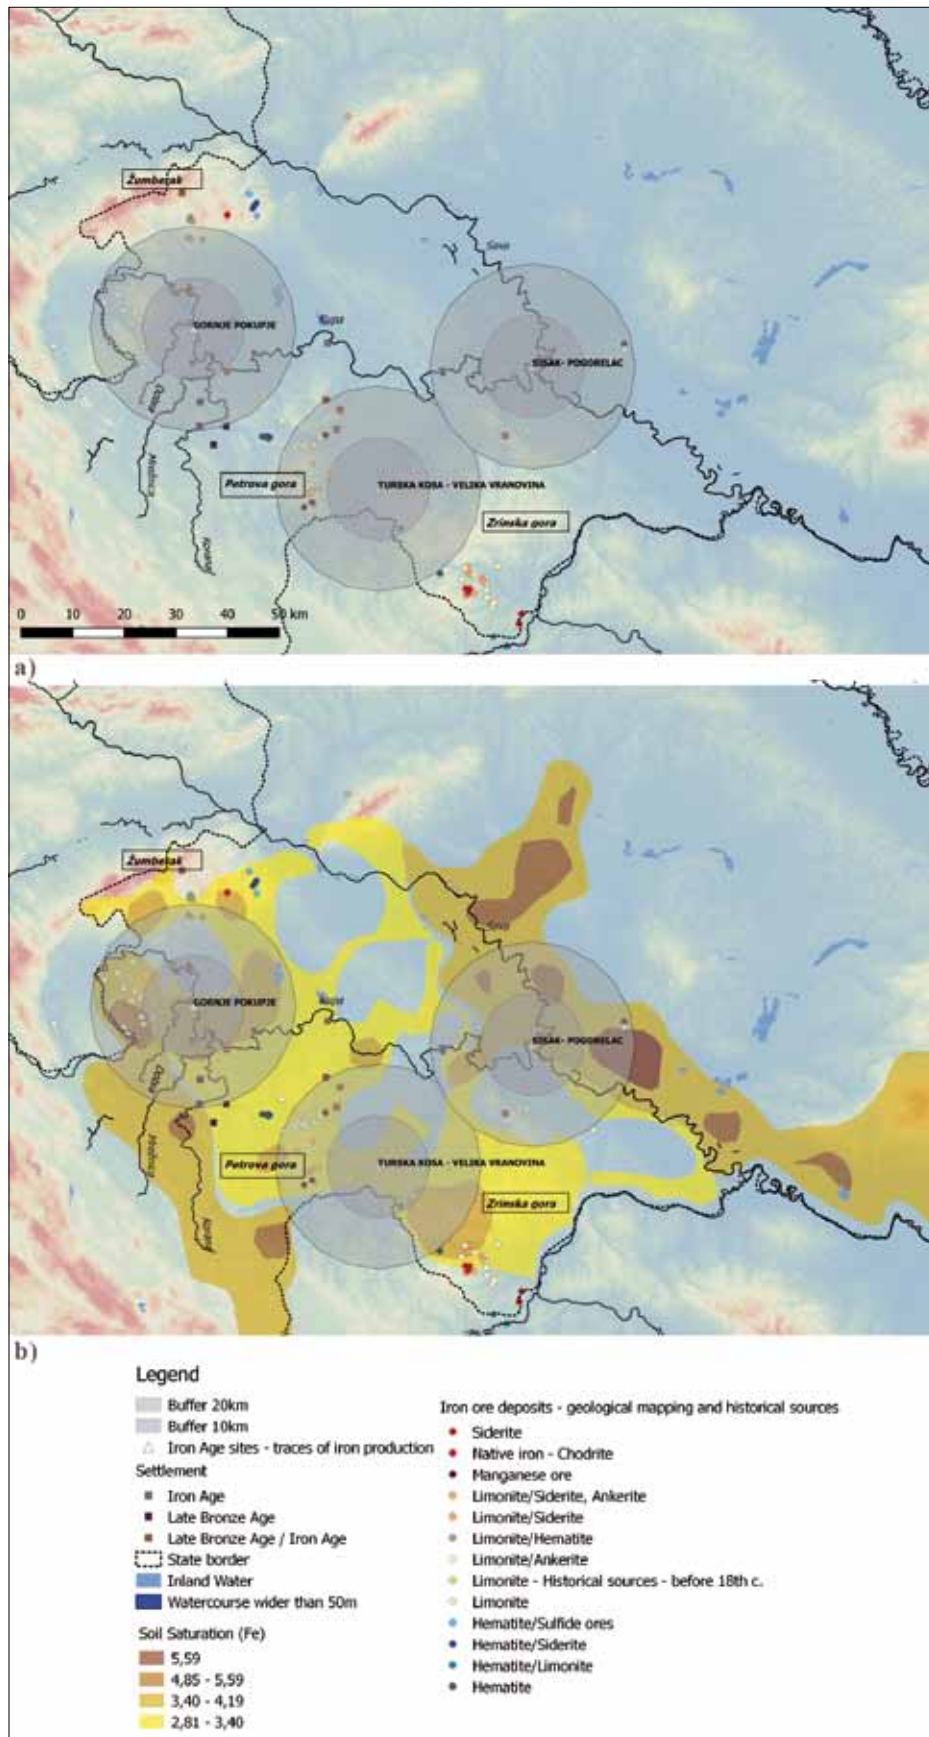 Žumberak
Sava
GORNJE POKUPJE
Kupa
SISAK- POGORELAC
Dobra
Mrežnica
Korana
Petrova gora
TURSKA KOSA - VELIKA VRANOVINA
Zrinska gora
0 10 20 30 40 50 km
a)
Žumberak
Sava
GORNJE POKUPJE
Kupa
SISAK- POGORELAC
Dobra
Mrežnica
Korana
Petrova gora
TURSKA KOSA - VELIKA VRANOVINA
Zrinska gora
b)
Legend
Buffer 20km
Buffer 10km
Iron Age sites - traces of iron production
Settlement
Iron Age
Late Bronze Age
Late Bronze Age / Iron Age
State border
Inland Water
Watercourse wider than 50m
Soil Saturation (Fe)
5,59
4,85 - 5,59
3,40 - 4,19
2,81 - 3,40
Iron ore deposits - geological mapping and historical sources
Siderite
Native iron - Chodrite
Manganese ore
Limonite/Siderite, Ankerite
Limonite/Siderite
Limonite/Hematite
Limonite/Ankerite
Limonite - Historical sources - before 18th c.
Limonite
Hematite/Sulfide ores
Hematite/Siderite
Hematite/Limonite
Hematite